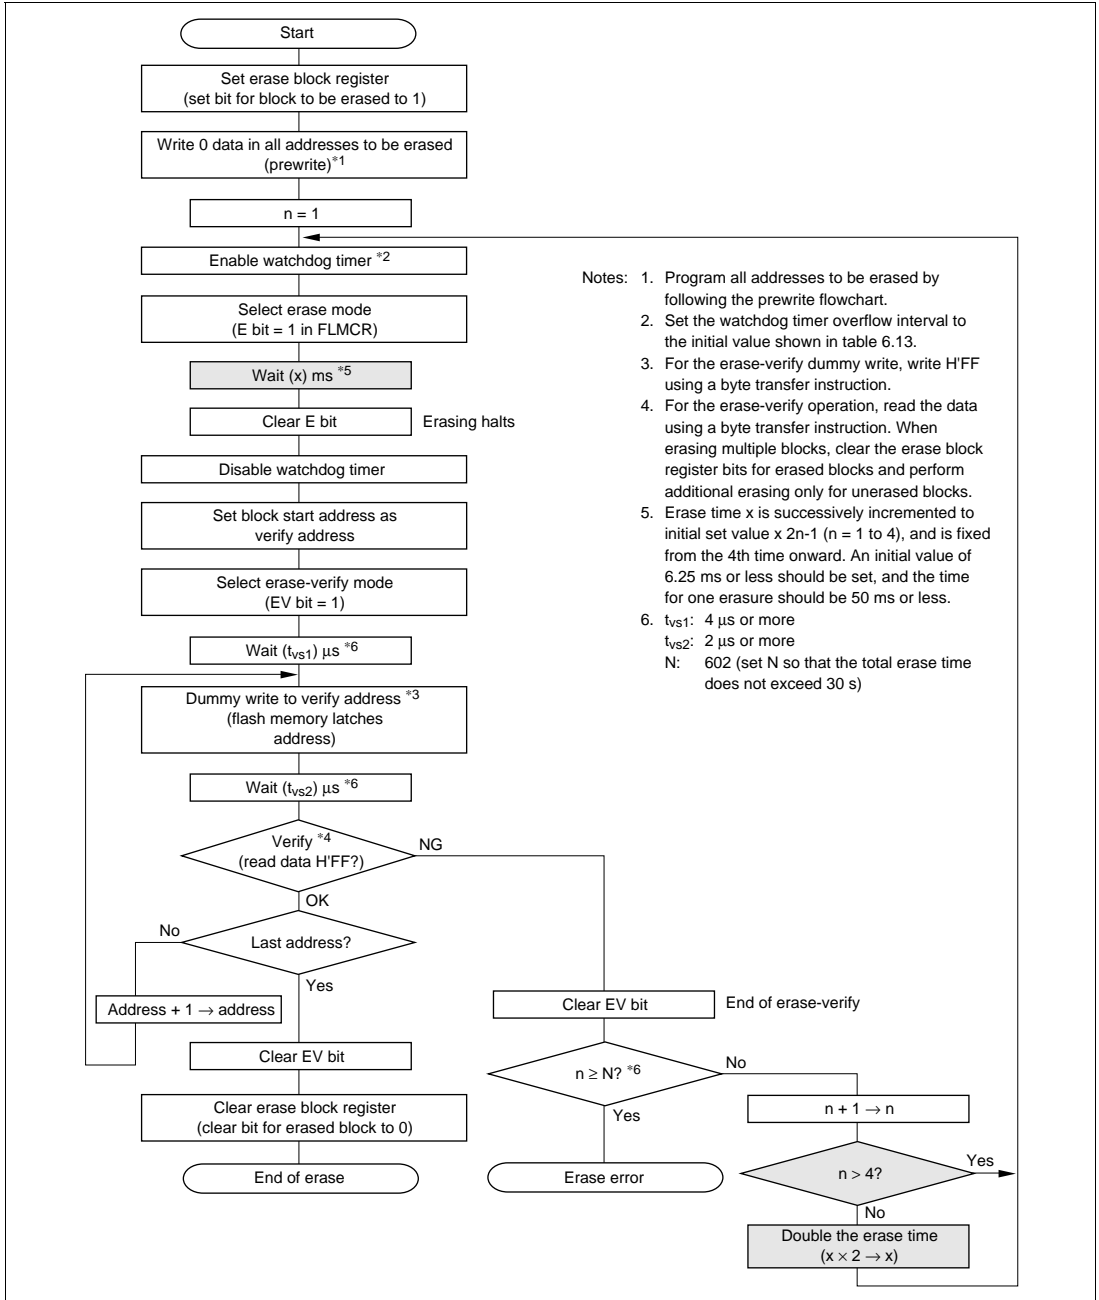 Start
Set erase block register
(set bit for block to be erased to 1)
Write 0 data in all addresses to be erased
(prewrite)*1
n = 1
Enable watchdog timer *2
Select erase mode
(E bit = 1 in FLMCR)
Wait (x) ms *5
Clear E bit
Erasing halts
Disable watchdog timer
Set block start address as
verify address
Select erase-verify mode
(EV bit = 1)
Wait (tvs1) μs *6
Dummy write to verify address *3
(flash memory latches
address)
Wait (tvs2) μs *6
Verify *4
(read data H'FF?)
NG
OK
Last address?
No
Yes
Address + 1 → address
Clear EV bit
Clear erase block register
(clear bit for erased block to 0)
End of erase
Clear EV bit
End of erase-verify
n ≥ N? *6
No
Yes
Erase error
n + 1 → n
n > 4?
Yes
No
Double the erase time
(x × 2 → x)
Notes: 1. Program all addresses to be erased by
following the prewrite flowchart.
2. Set the watchdog timer overflow interval to
the initial value shown in table 6.13.
3. For the erase-verify dummy write, write H'FF
using a byte transfer instruction.
4. For the erase-verify operation, read the data
using a byte transfer instruction. When
erasing multiple blocks, clear the erase block
register bits for erased blocks and perform
additional erasing only for unerased blocks.
5. Erase time x is successively incremented to
initial set value x 2n-1 (n = 1 to 4), and is fixed
from the 4th time onward. An initial value of
6.25 ms or less should be set, and the time
for one erasure should be 50 ms or less.
6. tvs1: 4 μs or more
tvs2: 2 μs or more
N: 602 (set N so that the total erase time
does not exceed 30 s)